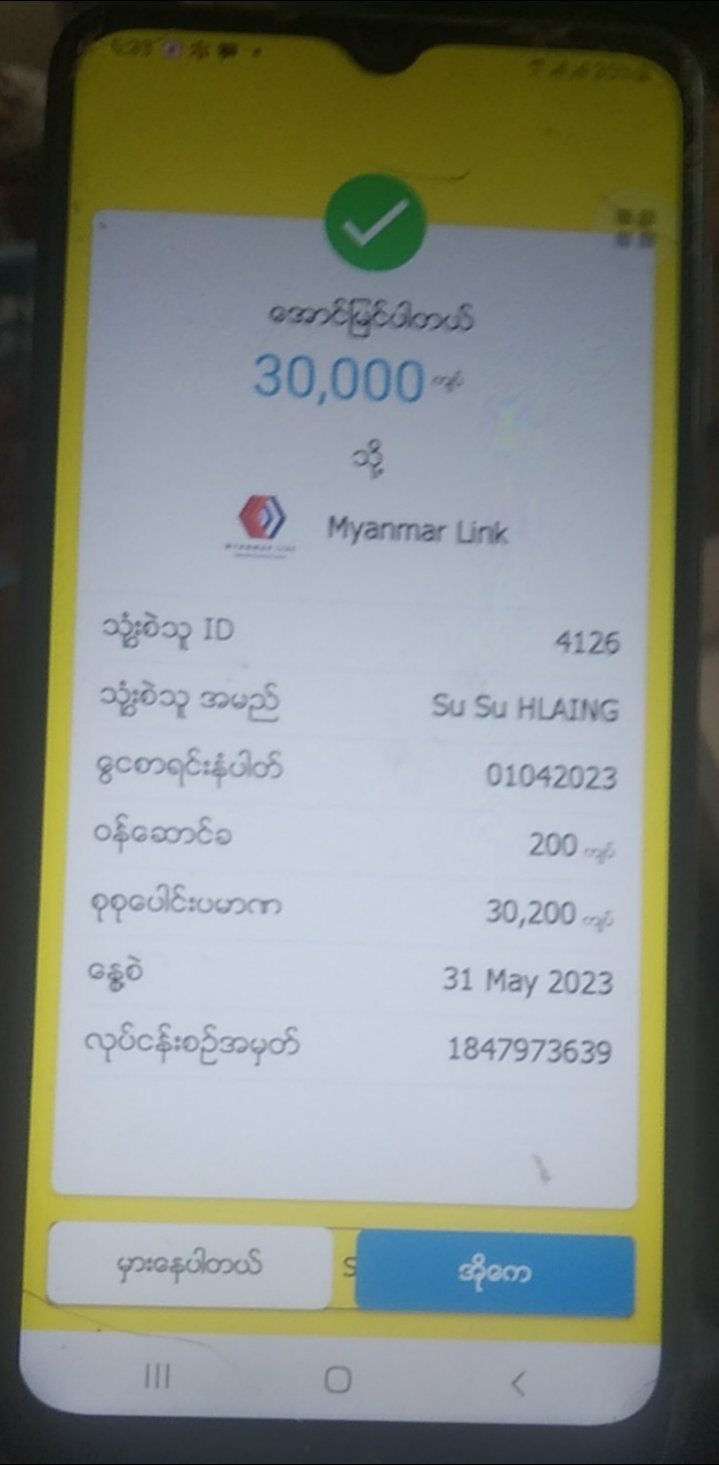 အောင်မြင်ပါတယ်
30,000 ကျပ်
သို့
Myanmar Link
သုံးစွဲသူ ID 4126
သုံးစွဲသူ အမည် Su Su HLAING
ငွေစာရင်းနံပါတ် 01042023
ဝန်ဆောင်ခ 200 ကျပ်
စုစုပေါင်းပမာဏ 30,200 ကျပ်
နေ့စွဲ 31 May 2023
လုပ်ငန်းစဉ်အမှတ် 1847973639
မှားနေပါတယ် S အိုကေ